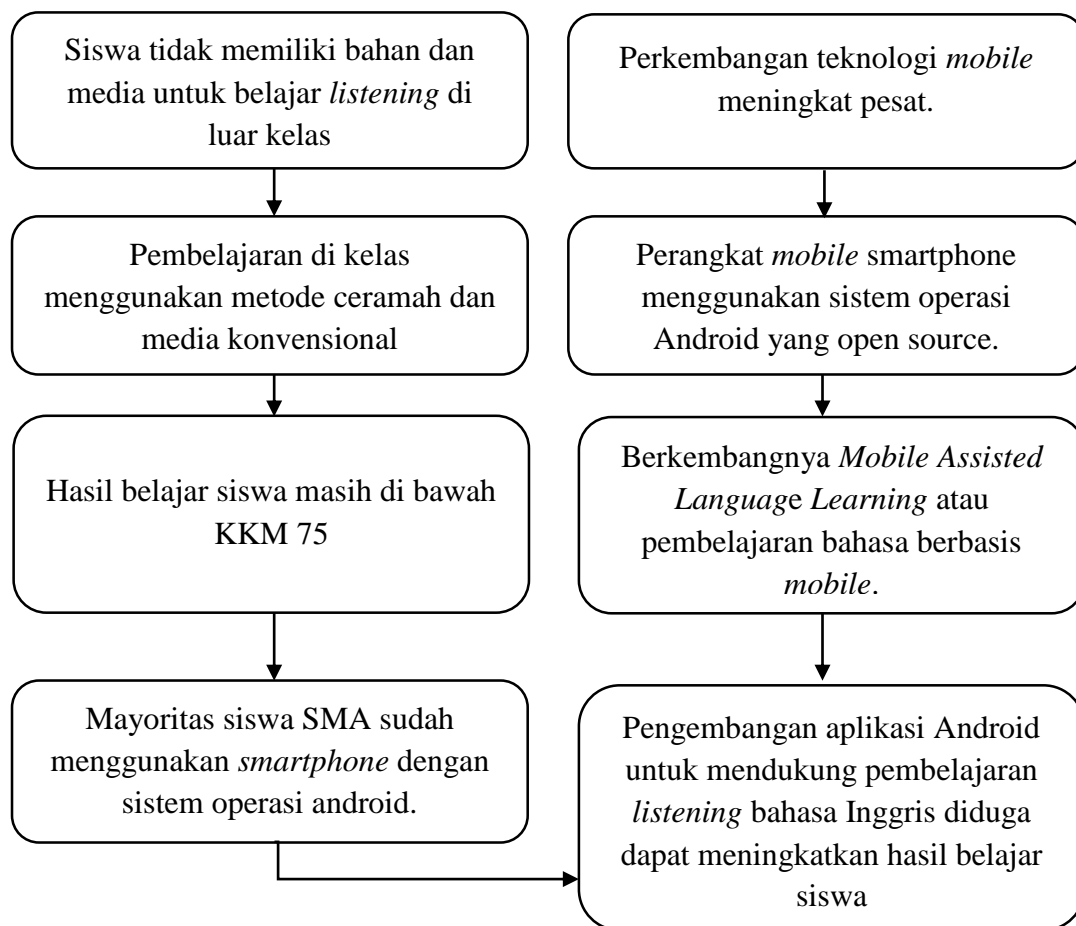 Siswa tidak memiliki bahan dan
media untuk belajar listening di
luar kelas
Pembelajaran di kelas
menggunakan metode ceramah dan
media konvensional
Hasil belajar siswa masih di bawah
KKM 75
Mayoritas siswa SMA sudah
menggunakan smartphone dengan
sistem operasi android.
Perkembangan teknologi mobile
meningkat pesat.
Perangkat mobile smartphone
menggunakan sistem operasi
Android yang open source.
Berkembangnya Mobile Assisted
Language Learning atau
pembelajaran bahasa berbasis
mobile.
Pengembangan aplikasi Android
untuk mendukung pembelajaran
listening bahasa Inggris diduga
dapat meningkatkan hasil belajar
siswa